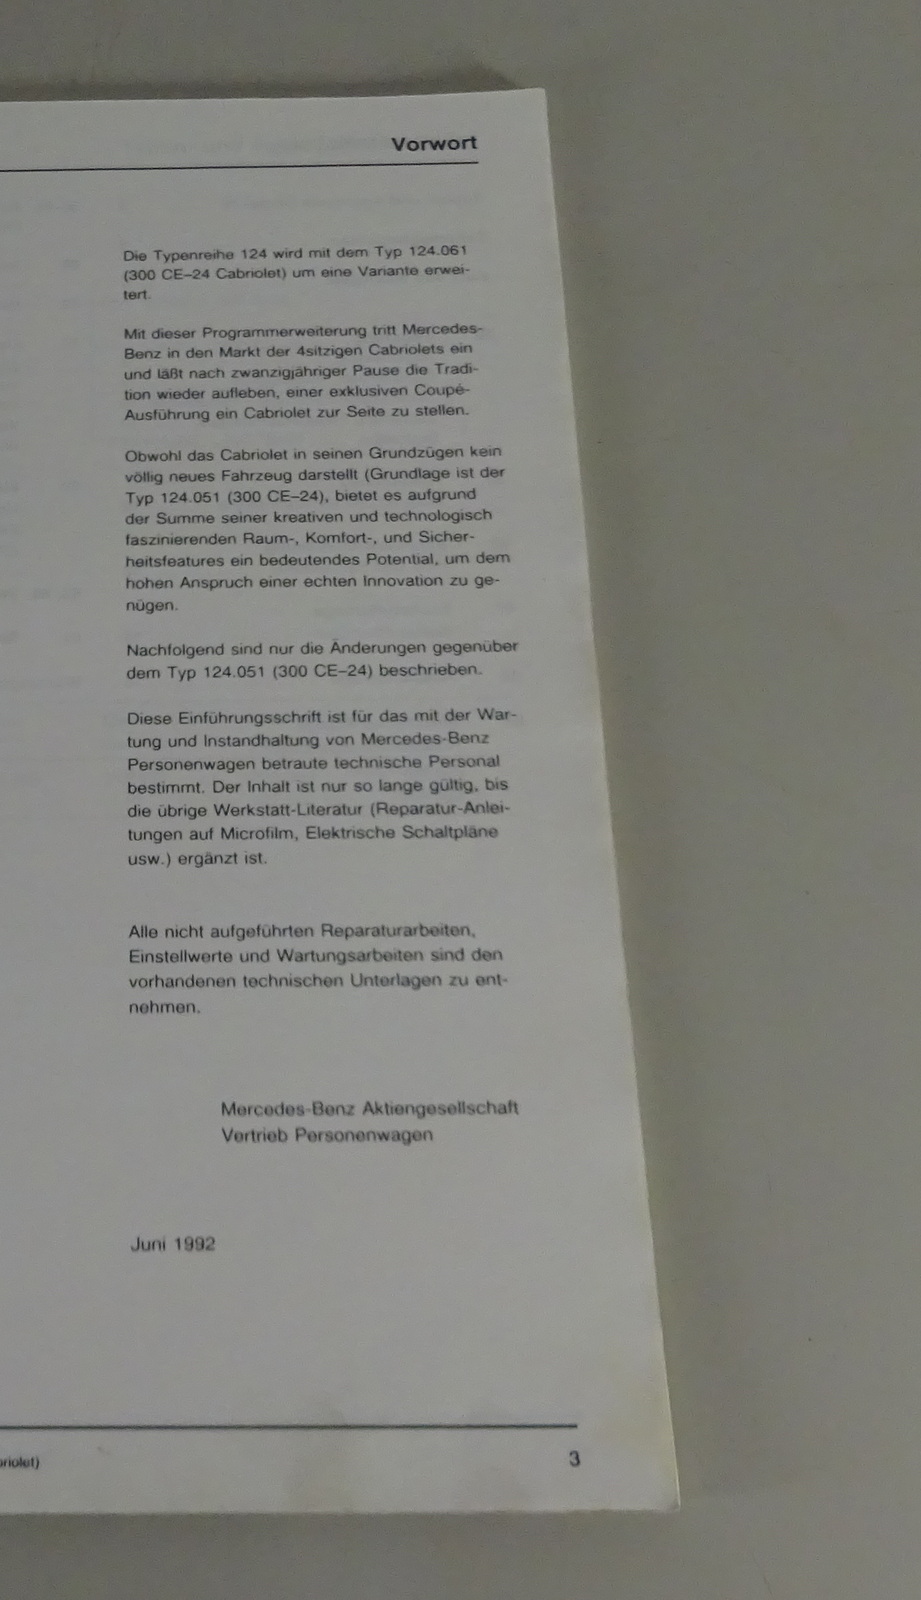 Vorwort
Die Typenreihe 124 wird mit dem Typ 124.061
(300 CE–24 Cabriolet) um eine Variante erwei-
tert.
Mit dieser Programmerweiterung tritt Mercedes-
Benz in den Markt der 4sitzigen Cabriolets ein
und läßt nach zwanzigjähriger Pause die Tradi-
tion wieder aufleben, einer exklusiven Coupé-
Ausführung ein Cabriolet zur Seite zu stellen.
Obwohl das Cabriolet in seinen Grundzügen kein
völlig neues Fahrzeug darstellt (Grundlage ist der
Typ 124.051 (300 CE–24), bietet es aufgrund
der Summe seiner kreativen und technologisch
faszinierenden Raum-, Komfort-, und Sicher-
heitsfeatures ein bedeutendes Potential, um dem
hohen Anspruch einer echten Innovation zu ge-
nügen.
Nachfolgend sind nur die Änderungen gegenüber
dem Typ 124.051 (300 CE–24) beschrieben.
Diese Einführungsschrift ist für das mit der War-
tung und Instandhaltung von Mercedes-Benz
Personenwagen betraute technische Personal
bestimmt. Der Inhalt ist nur so lange gültig, bis
die übrige Werkstatt-Literatur (Reparatur-Anlei-
tungen auf Microfilm, Elektrische Schaltpläne
usw.) ergänzt ist.
Alle nicht aufgeführten Reparaturarbeiten,
Einstellwerte und Wartungsarbeiten sind den
vorhandenen technischen Unterlagen zu ent-
nehmen.
Mercedes-Benz Aktiengesellschaft
Vertrieb Personenwagen
Juni 1992
riolet)
3